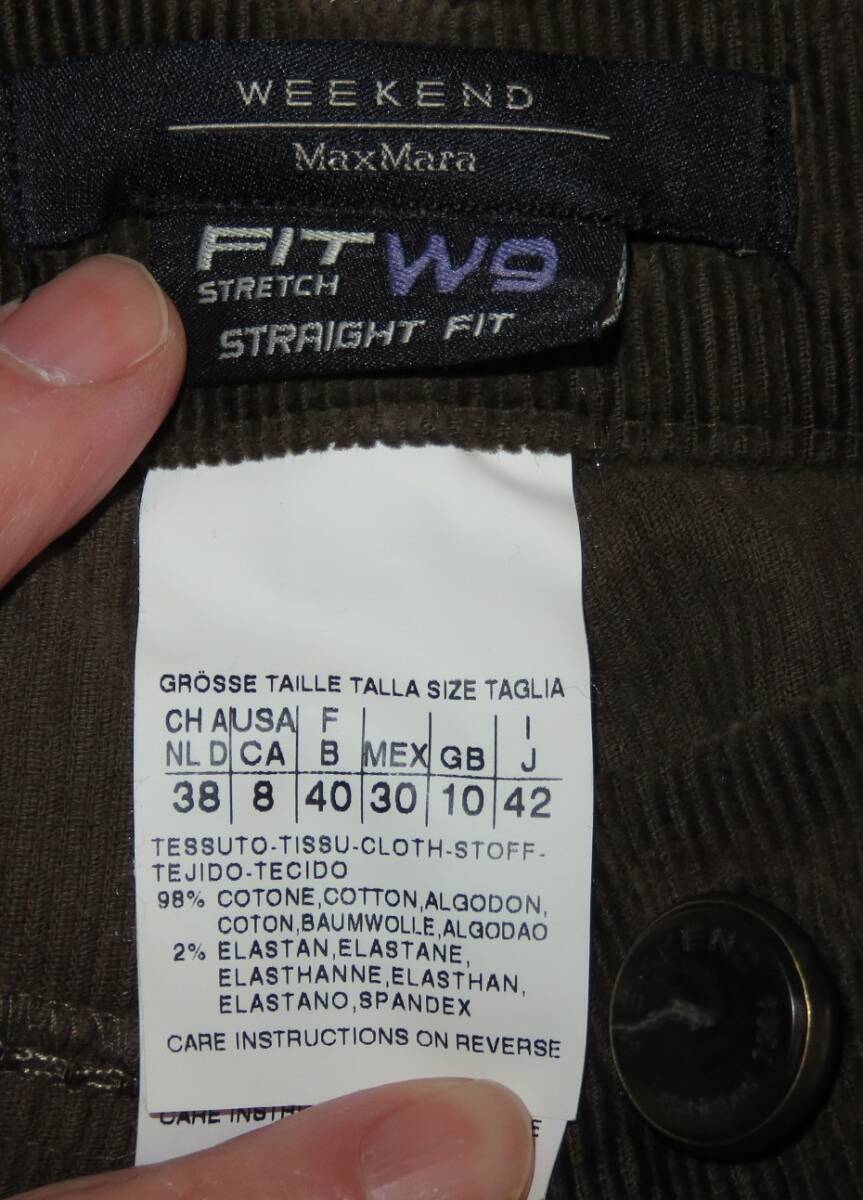 WEEKEND
MaxMara
FIT W9
STRETCH
STRAIGHT FIT
GRÖSSE TAILLE TALLA SIZE TAGLIA
CH A USA F I
NL D CA B MEX GB J
38 8 40 30 10 42
TESSUTO-TISSU-CLOTH-STOFF-
TEJIDO-TECIDO
98% COTONE,COTTON,ALGODON,
COTON,BAUMWOLLE,ALGODAO
2% ELASTAN,ELASTANE,
ELASTHANNE,ELASTHAN,
ELASTANO,SPANDEX
CARE INSTRUCTIONS ON REVERSE
CARE